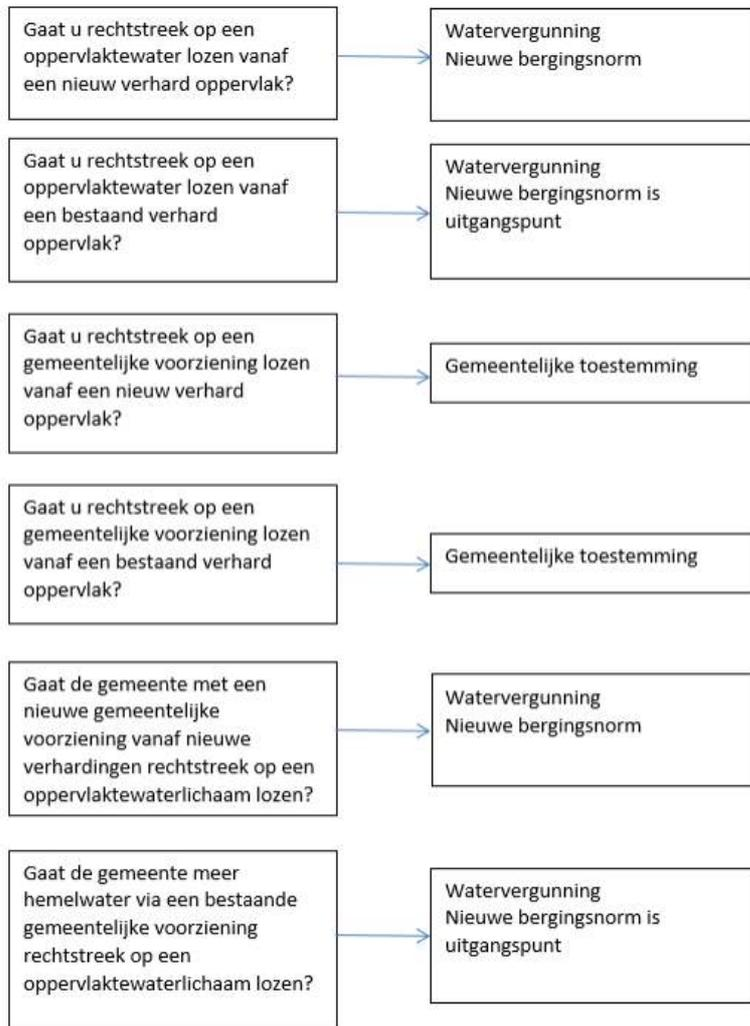 Gaat u rechtstreek op een
oppervlaktewater lozen vanaf
een nieuw verhard oppervlak?
Watervergunning
Nieuwe bergingsnorm
Gaat u rechtstreek op een
oppervlaktewater lozen vanaf
een bestaand verhard
oppervlak?
Watervergunning
Nieuwe bergingsnorm is
uitgangspunt
Gaat u rechtstreek op een
gemeentelijke voorziening lozen
vanaf een nieuw verhard
oppervlak?
Gemeentelijke toestemming
Gaat u rechtstreek op een
gemeentelijke voorziening lozen
vanaf een bestaand verhard
oppervlak?
Gemeentelijke toestemming
Gaat de gemeente met een
nieuwe gemeentelijke
voorziening vanaf nieuwe
verhardingen rechtstreek op een
oppervlaktewaterlichaam lozen?
Watervergunning
Nieuwe bergingsnorm
Gaat de gemeente meer
hemelwater via een bestaande
gemeentelijke voorziening
rechtstreek op een
oppervlaktewaterlichaam lozen?
Watervergunning
Nieuwe bergingsnorm is
uitgangspunt